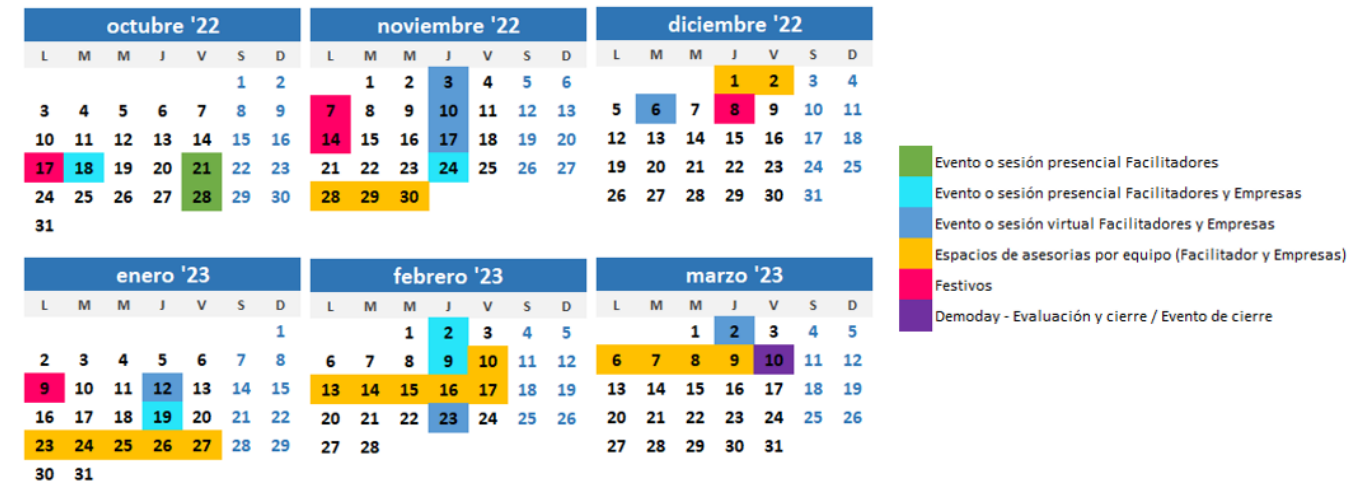 octubre '22
L M M J V S D
1 2
3 4 5 6 7 8 9
10 11 12 13 14 15 16
17 18 19 20 21 22 23
24 25 26 27 28 29 30
31
noviembre '22
L M M J V S D
1 2 3 4 5 6
7 8 9 10 11 12 13
14 15 16 17 18 19 20
21 22 23 24 25 26 27
28 29 30
diciembre '22
L M M J V S D
1 2 3 4
5 6 7 8 9 10 11
12 13 14 15 16 17 18
19 20 21 22 23 24 25
26 27 28 29 30 31
enero '23
L M M J V S D
1
2 3 4 5 6 7 8
9 10 11 12 13 14 15
16 17 18 19 20 21 22
23 24 25 26 27 28 29
30 31
febrero '23
L M M J V S D
1 2 3 4 5
6 7 8 9 10 11 12
13 14 15 16 17 18 19
20 21 22 23 24 25 26
27 28
marzo '23
L M M J V S D
1 2 3 4 5
6 7 8 9 10 11 12
13 14 15 16 17 18 19
20 21 22 23 24 25 26
27 28 29 30 31
Evento o sesión presencial Facilitadores
Evento o sesión presencial Facilitadores y Empresas
Evento o sesión virtual Facilitadores y Empresas
Espacios de asesorias por equipo (Facilitador y Empresas)
Festivos
Demoday - Evaluación y cierre / Evento de cierre